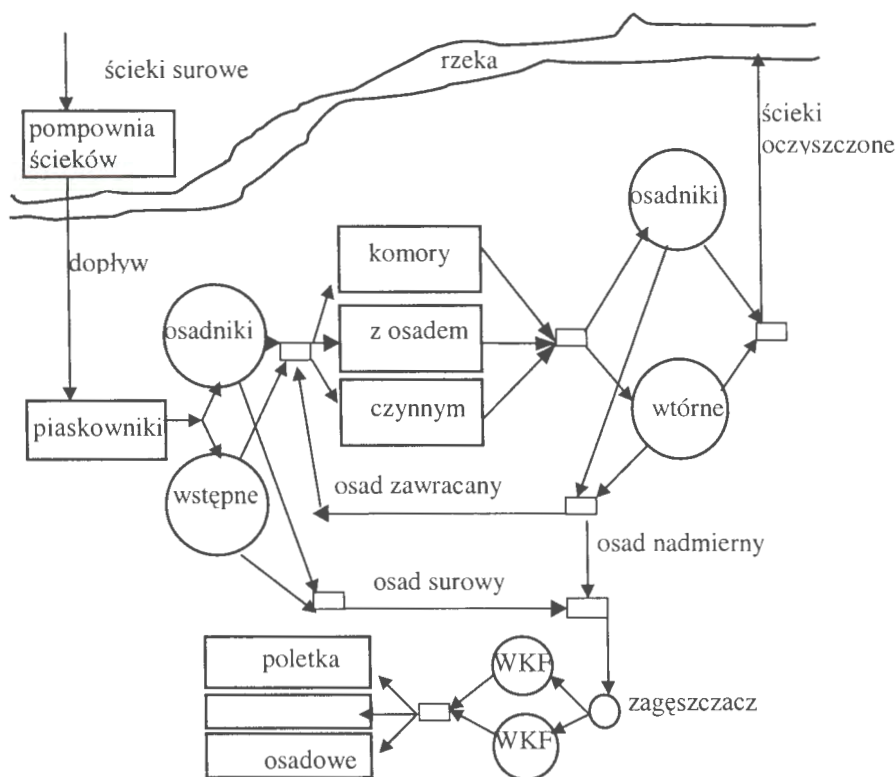 ścieki surowe
rzeka
pompownia
ścieków
ścieki
oczyszczone
osadniki
dopływ
komory
osadniki
z osadem
piaskowniki
czynnym
wtórne
wstępne
osad zawracany
osad nadmierny
osad surowy
poletka
WKF
zagęszczacz
WKF
osadowe